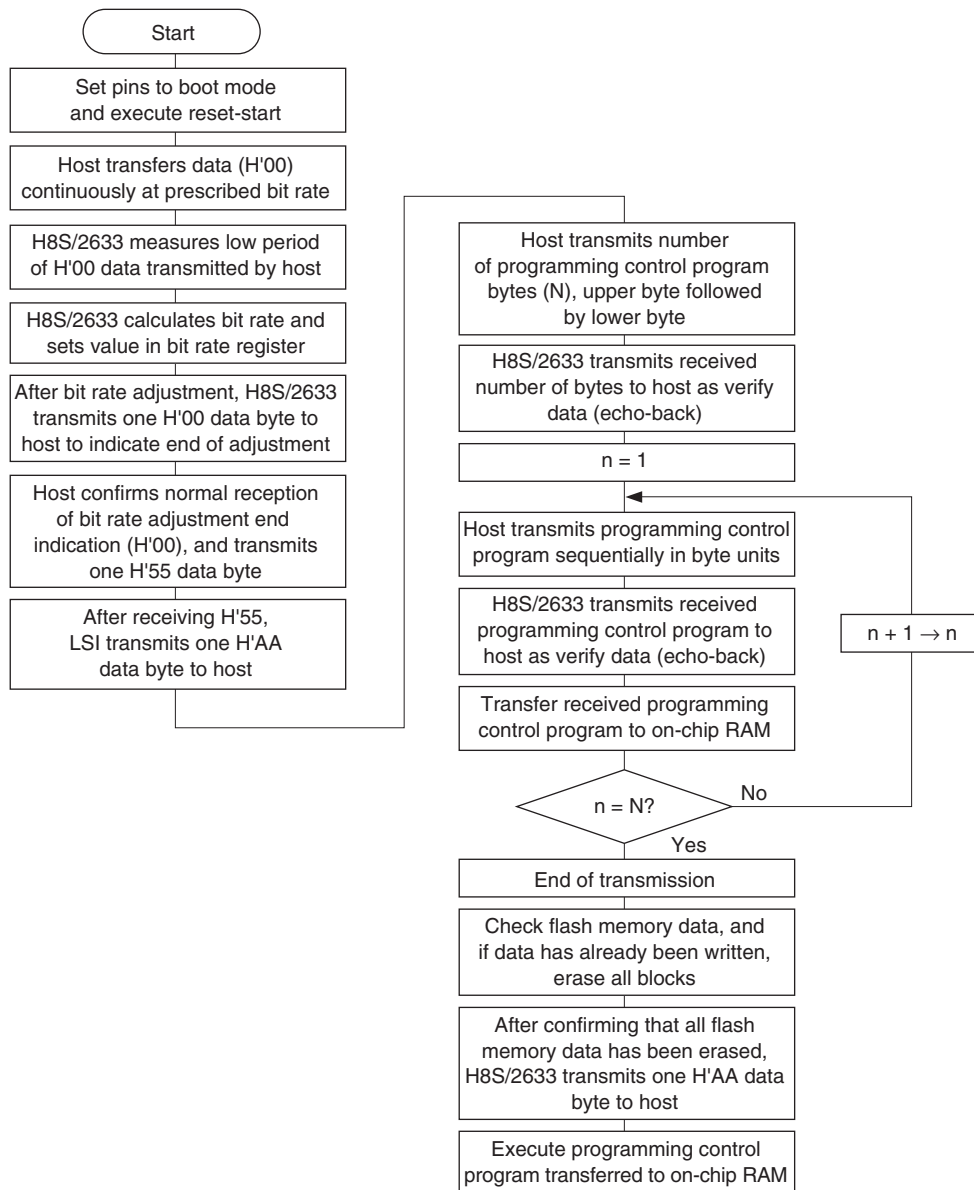 Start
Set pins to boot mode
and execute reset-start
Host transfers data (H'00)
continuously at prescribed bit rate
H8S/2633 measures low period
of H'00 data transmitted by host
H8S/2633 calculates bit rate and
sets value in bit rate register
After bit rate adjustment, H8S/2633
transmits one H'00 data byte to
host to indicate end of adjustment
Host confirms normal reception
of bit rate adjustment end
indication (H'00), and transmits
one H'55 data byte
After receiving H'55,
LSI transmits one H'AA
data byte to host
Host transmits number
of programming control program
bytes (N), upper byte followed
by lower byte
H8S/2633 transmits received
number of bytes to host as verify
data (echo-back)
n = 1
Host transmits programming control
program sequentially in byte units
H8S/2633 transmits received
programming control program to
host as verify data (echo-back)
n + 1 → n
Transfer received programming
control program to on-chip RAM
n = N?
No
Yes
End of transmission
Check flash memory data, and
if data has already been written,
erase all blocks
After confirming that all flash
memory data has been erased,
H8S/2633 transmits one H'AA data
byte to host
Execute programming control
program transferred to on-chip RAM